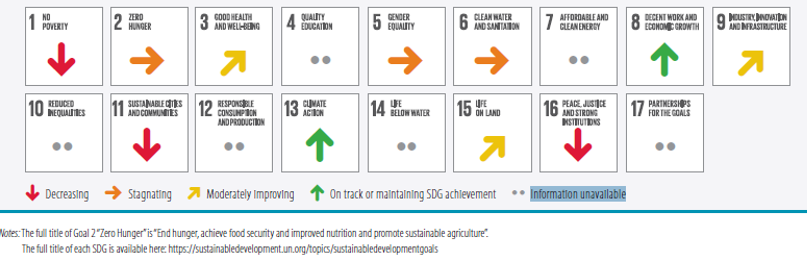 1 NO POVERTY
2 ZERO HUNGER
3 GOOD HEALTH AND WELL-BEING
4 QUALITY EDUCATION
5 GENDER EQUALITY
6 CLEAN WATER AND SANITATION
7 AFFORDABLE AND CLEAN ENERGY
8 DECENT WORK AND ECONOMIC GROWTH
9 INDUSTRY, INNOVATION AND INFRASTRUCTURE
10 REDUCED INEQUALITIES
11 SUSTAINABLE CITIES AND COMMUNITIES
12 RESPONSIBLE CONSUMPTION AND PRODUCTION
13 CLIMATE ACTION
14 LIFE BELOW WATER
15 LIFE ON LAND
16 PEACE, JUSTICE AND STRONG INSTITUTIONS
17 PARTNERSHIPS FOR THE GOALS
Decreasing Stagnating Moderately improving On track or maintaining SDG achievement Information unavailable
Notes: The full title of Goal 2 “Zero Hunger” is “End hunger, achieve food security and improved nutrition and promote sustainable agriculture”.
The full title of each SDG is available here: https://sustainabledevelopment.un.org/topics/sustainabledevelopmentgoals